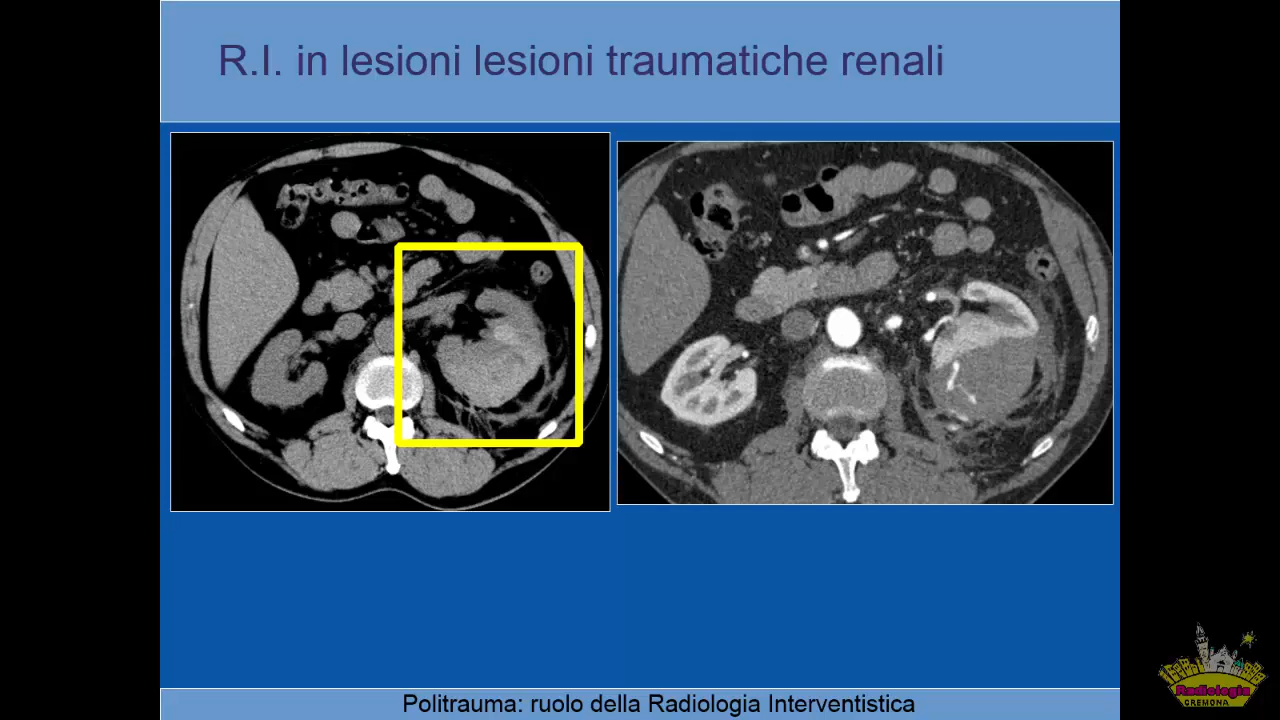 R.I. in lesioni lesioni traumatiche renali
Politrauma: ruolo della Radiologia Interventistica
Radiologia
CREMONA